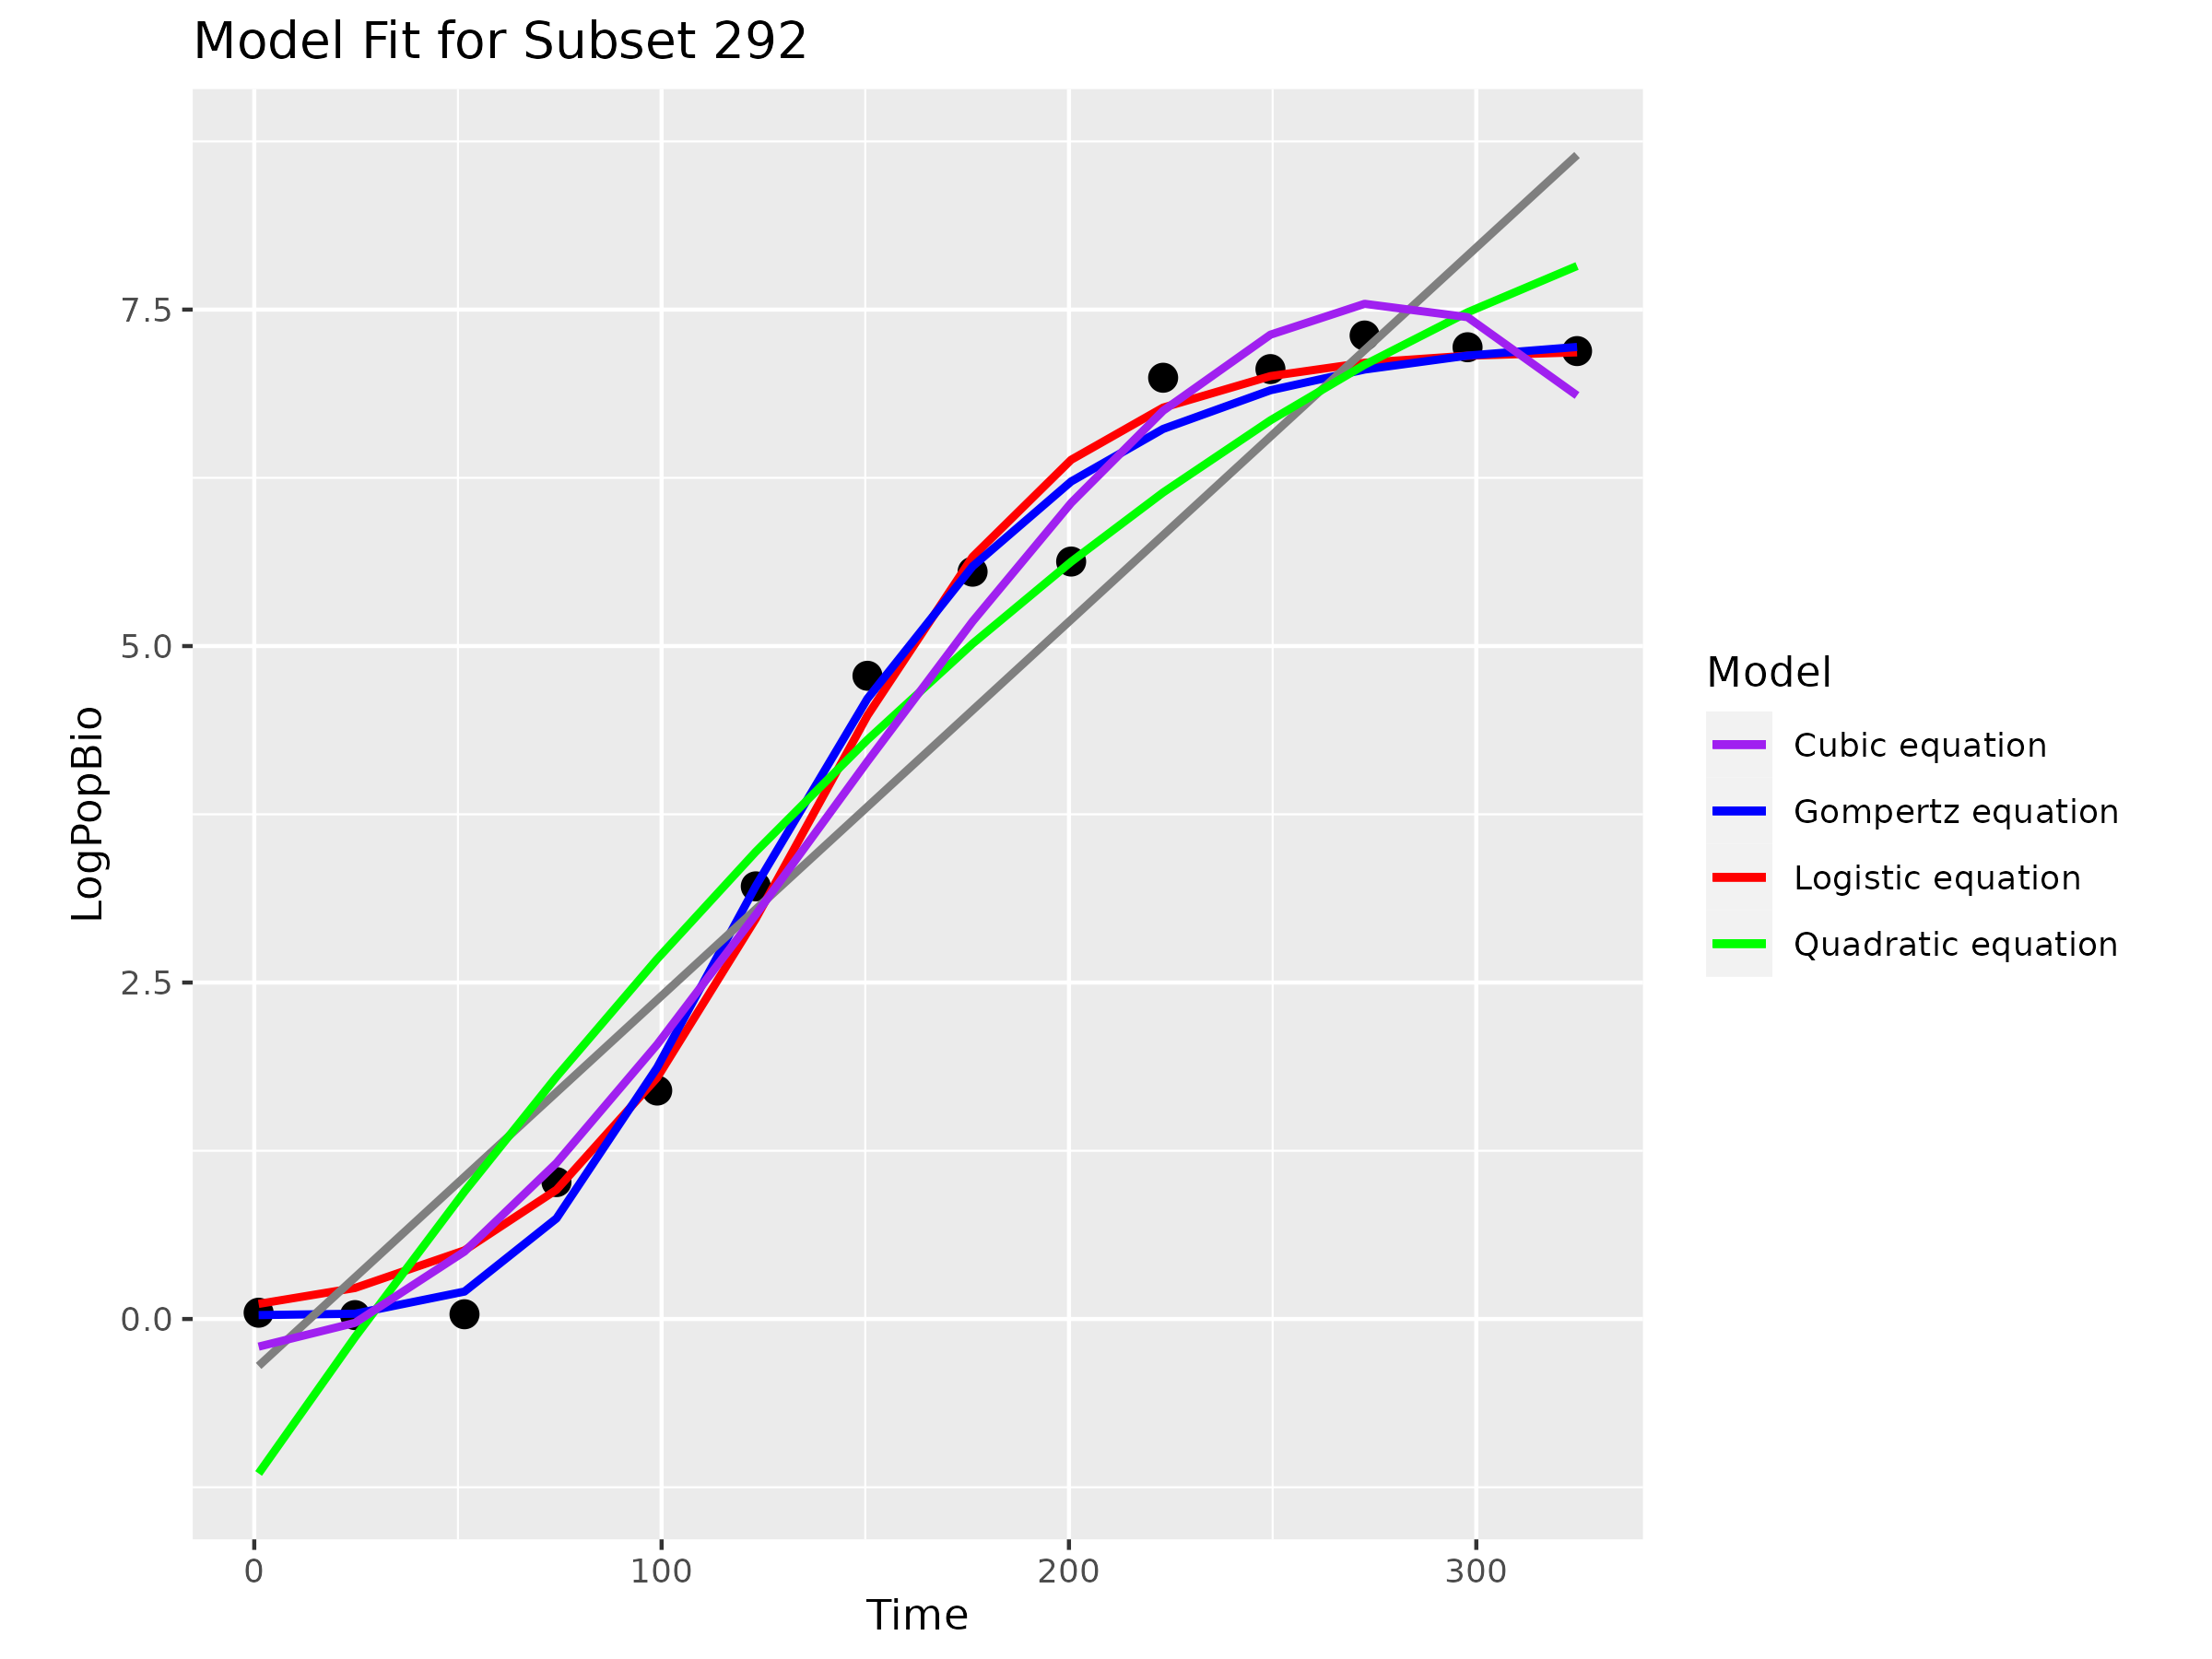 Model Fit for Subset 292
LogPopBio
7.5
5.0
2.5
0.0
0
100
200
300
Time
Model
Cubic equation
Gompertz equation
Logistic equation
Quadratic equation